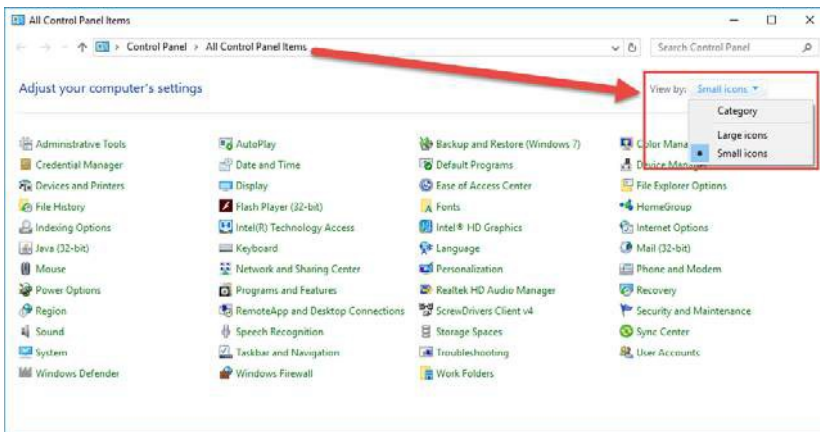 All Control Panel Items
Control Panel > All Control Panel Items
Search Control Panel
Adjust your computer's settings
View by: Small icons
Category
Large icons
Small icons
Administrative Tools AutoPlay Backup and Restore (Windows 7) Color Mana
Credential Manager Date and Time Default Programs Device Manager
Devices and Printers Display Ease of Access Center File Explorer Options
File History Flash Player (32-bit) Fonts HomeGroup
Indexing Options Intel(R) Technology Access Intel® HD Graphics Internet Options
Java (32-bit) Keyboard Language Mail (32-bit)
Mouse Network and Sharing Center Personalization Phone and Modem
Power Options Programs and Features Realtek HD Audio Manager Recovery
Region RemoteApp and Desktop Connections ScrewDrivers Client v4 Security and Maintenance
Sound Speech Recognition Storage Spaces Sync Center
System Taskbar and Navigation Troubleshooting User Accounts
Windows Defender Windows Firewall Work Folders